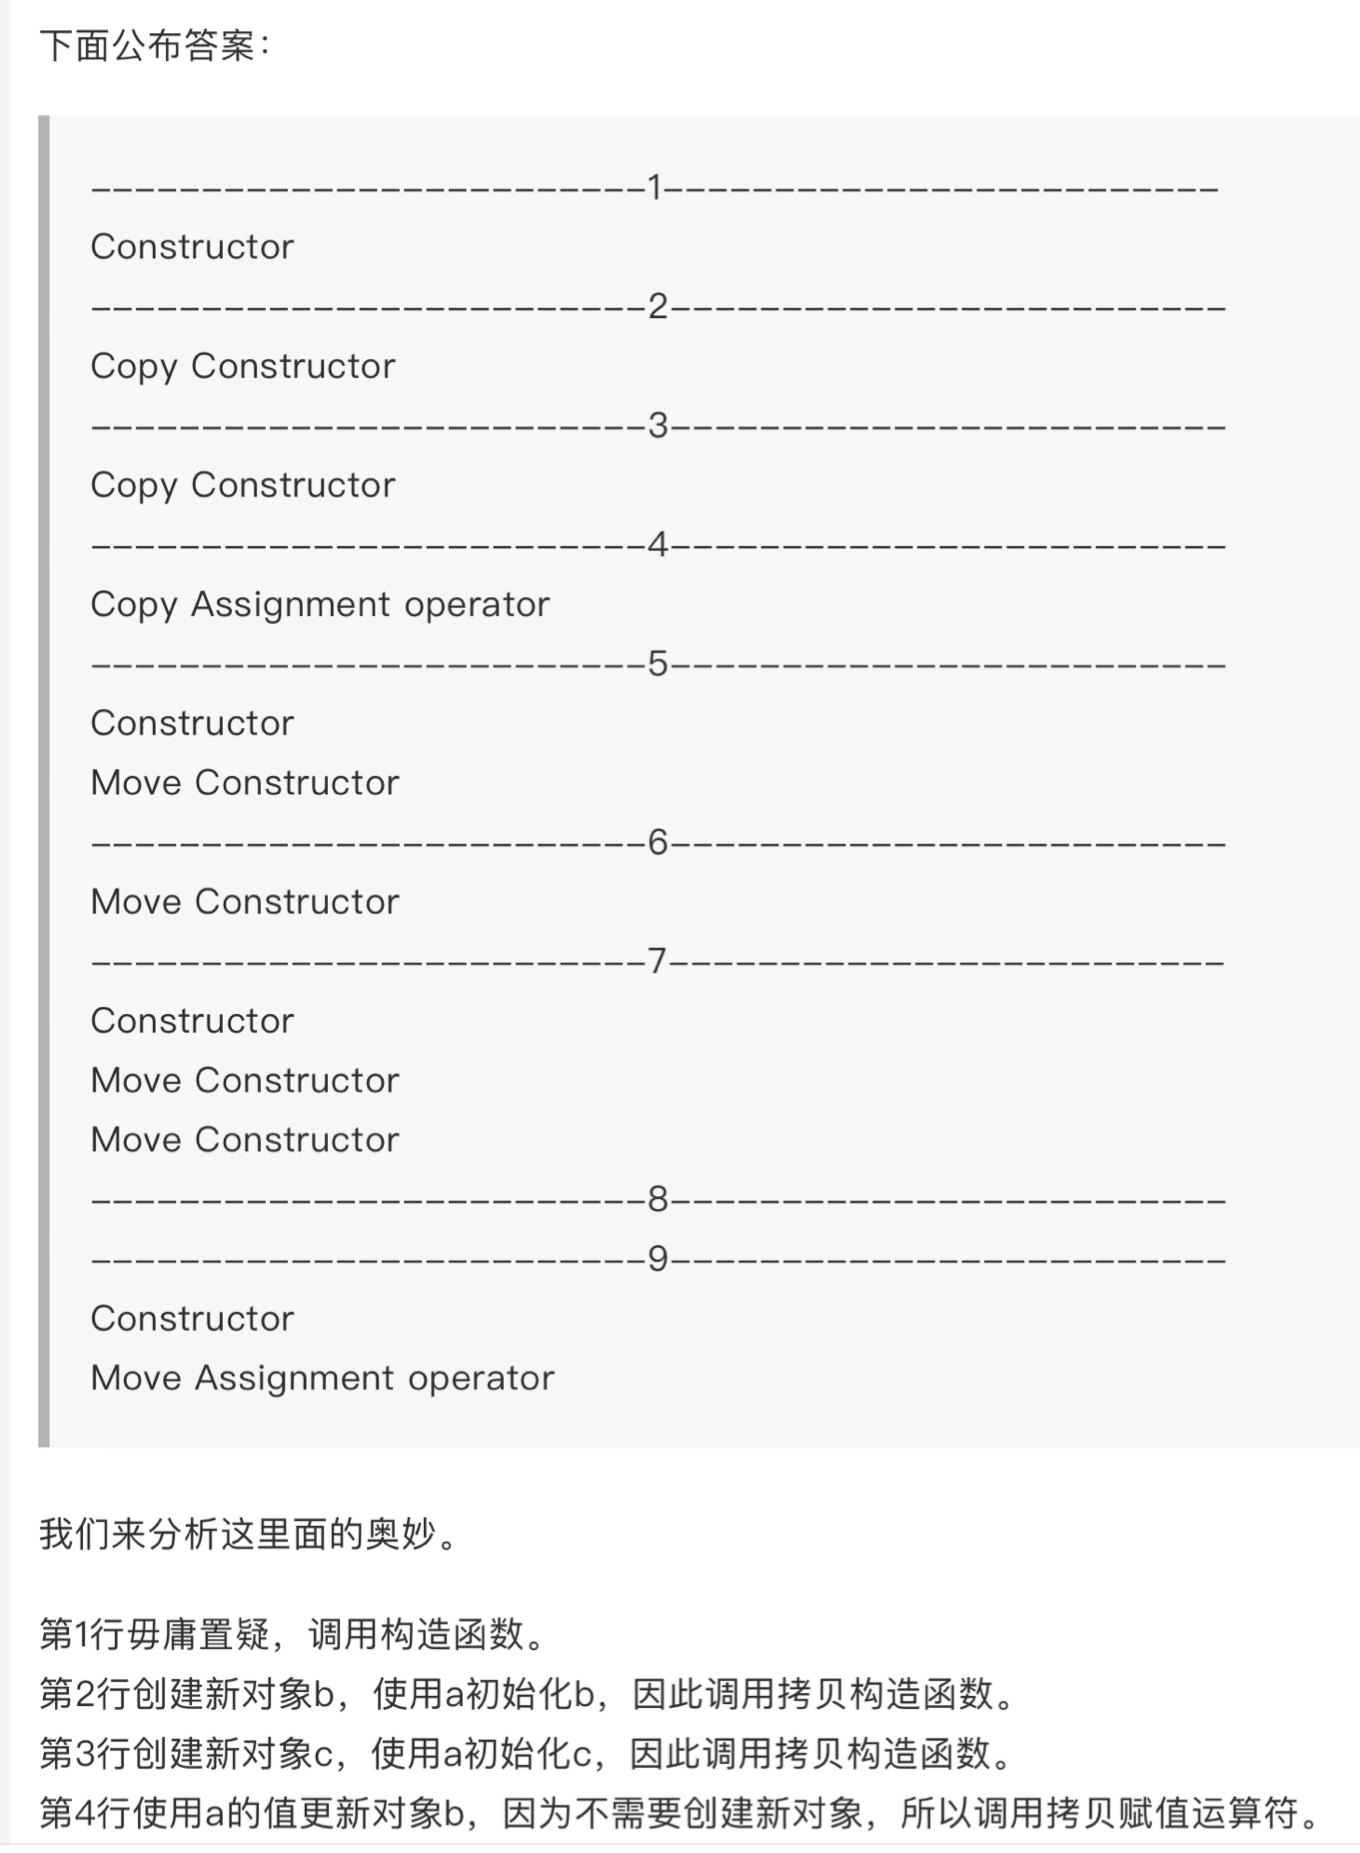 下面公布答案：
-------------------------1-------------------------
Constructor
-------------------------2-------------------------
Copy Constructor
-------------------------3-------------------------
Copy Constructor
-------------------------4-------------------------
Copy Assignment operator
-------------------------5-------------------------
Constructor
Move Constructor
-------------------------6-------------------------
Move Constructor
-------------------------7-------------------------
Constructor
Move Constructor
Move Constructor
-------------------------8-------------------------
-------------------------9-------------------------
Constructor
Move Assignment operator
我们来分析这里面的奥妙。
第1行毋庸置疑，调用构造函数。
第2行创建新对象b，使用a初始化b，因此调用拷贝构造函数。
第3行创建新对象c，使用a初始化c，因此调用拷贝构造函数。
第4行使用a的值更新对象b，因为不需要创建新对象，所以调用拷贝赋值运算符。